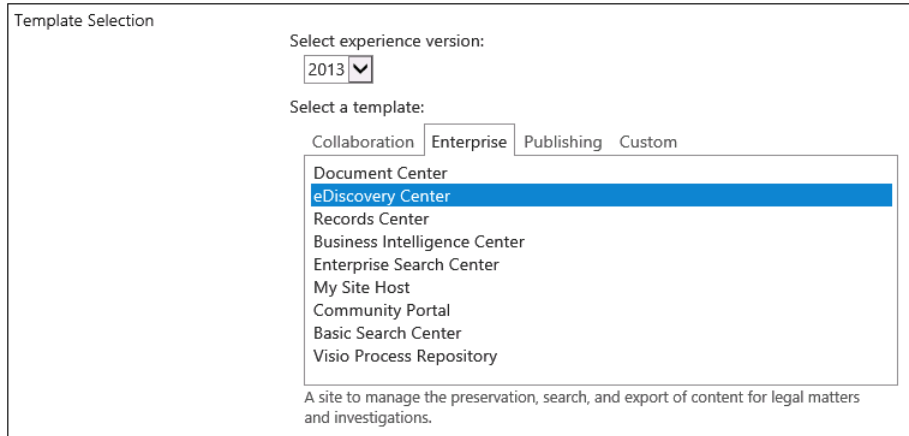 Template Selection
Select experience version:
2013
Select a template:
Collaboration Enterprise Publishing Custom
Document Center
eDiscovery Center
Records Center
Business Intelligence Center
Enterprise Search Center
My Site Host
Community Portal
Basic Search Center
Visio Process Repository
A site to manage the preservation, search, and export of content for legal matters
and investigations.